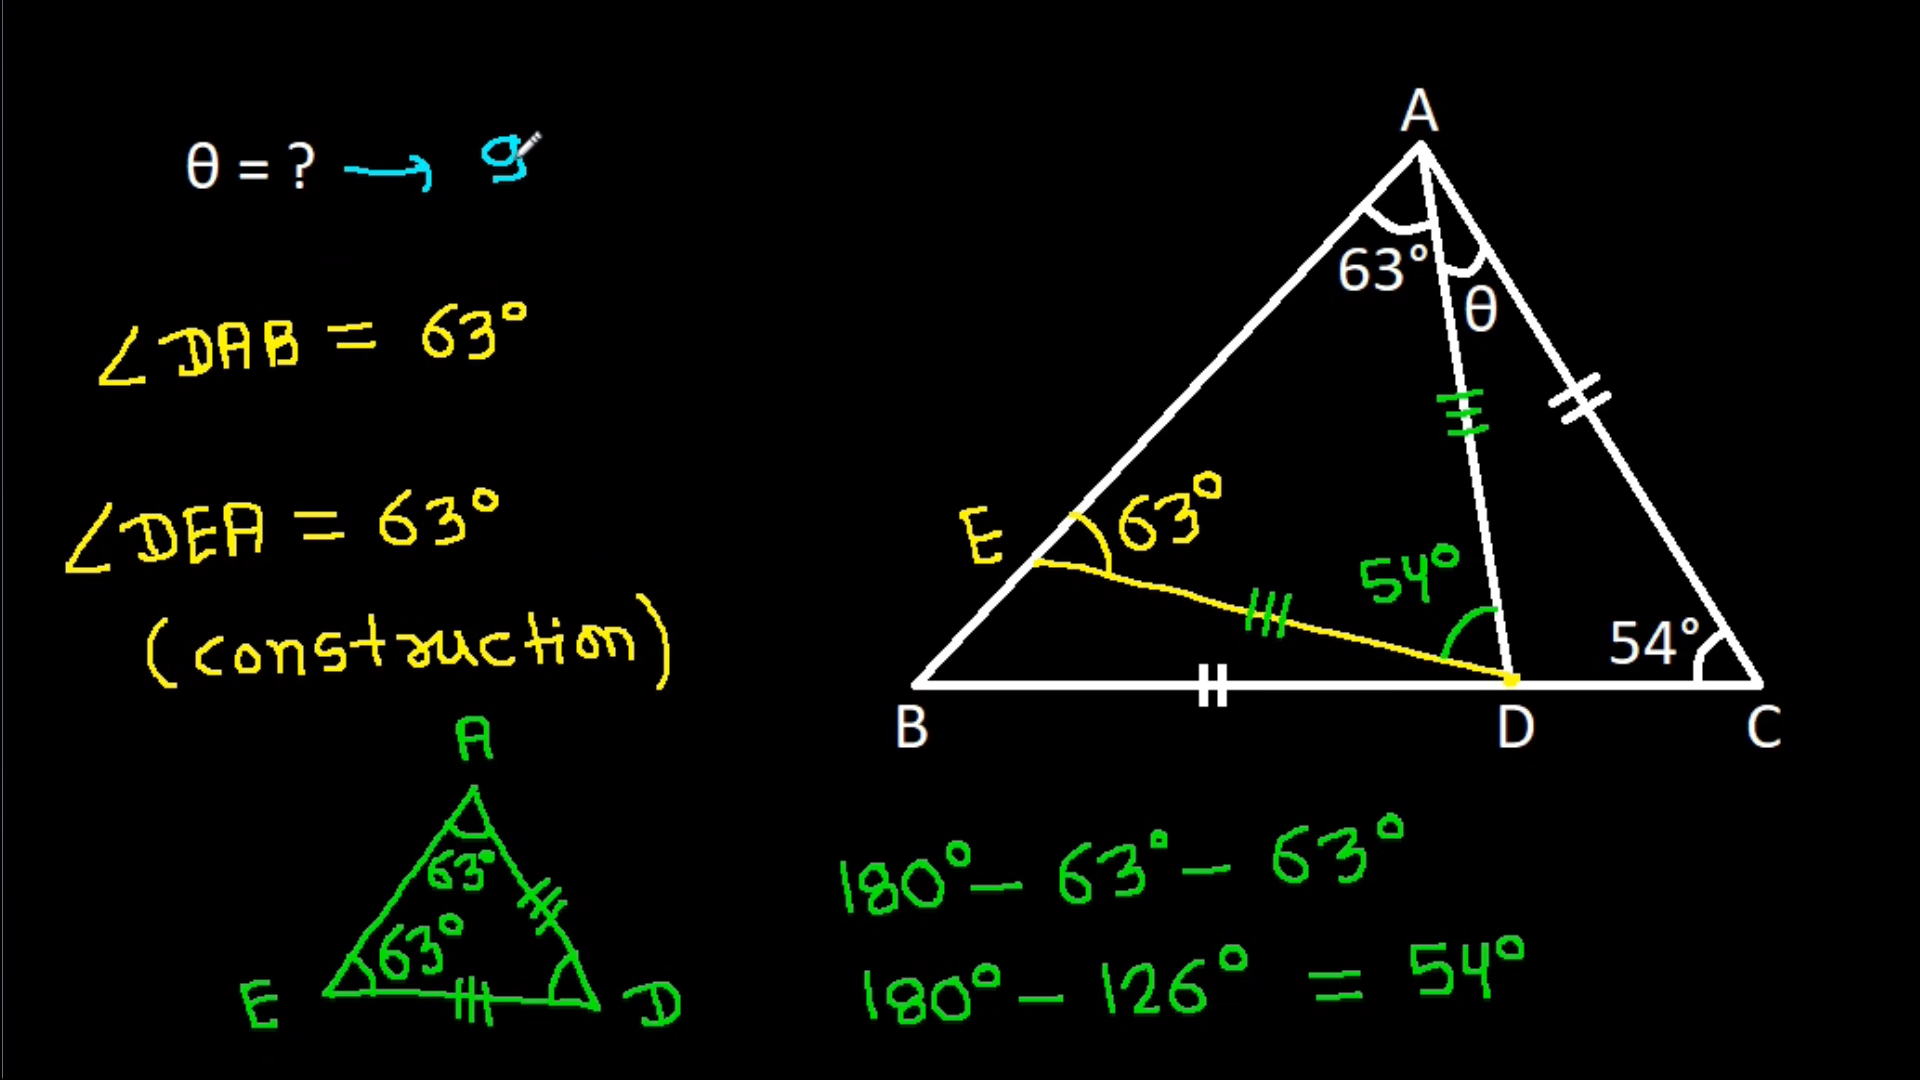 θ = ? → 9
∠DAB = 63°
∠DEA = 63°
(construction)
A
63°
63°
E
D
A
63°
θ
E
63°
54°
54°
B
D
C
180° – 63° – 63°
180° – 126° = 54°